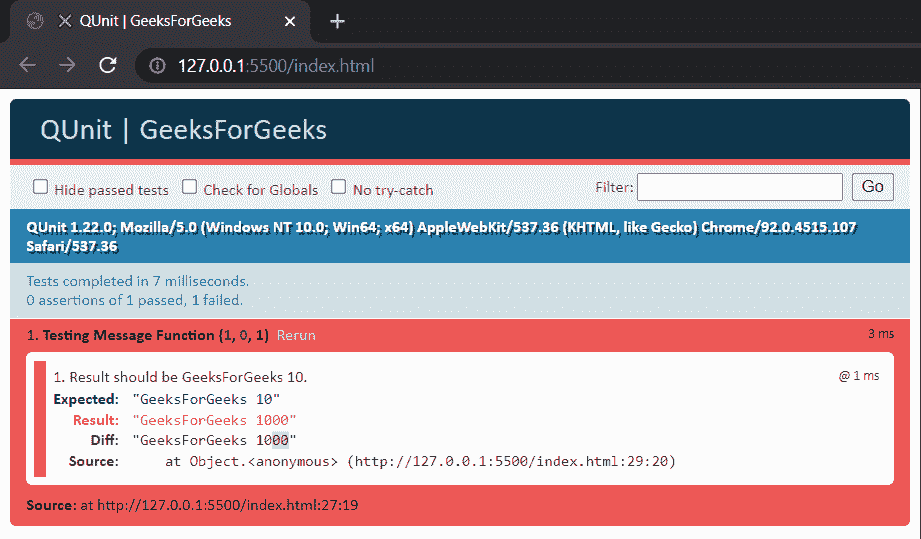 QUnit | GeeksForGeeks
127.0.0.1:5500/index.html
QUnit | GeeksForGeeks
Hide passed tests Check for Globals No try-catch Filter: Go
QUnit 1.22.0; Mozilla/5.0 (Windows NT 10.0; Win64; x64) AppleWebKit/537.36 (KHTML, like Gecko) Chrome/92.0.4515.107
Safari/537.36
Tests completed in 7 milliseconds.
0 assertions of 1 passed, 1 failed.
1. Testing Message Function (1, 0, 1) Rerun 3 ms
1. Result should be GeeksForGeeks 10. @ 1 ms
Expected: "GeeksForGeeks 10"
Result: "GeeksForGeeks 1000"
Diff: "GeeksForGeeks 1000"
Source: at Object.<anonymous> (http://127.0.0.1:5500/index.html:29:20)
Source: at http://127.0.0.1:5500/index.html:27:19